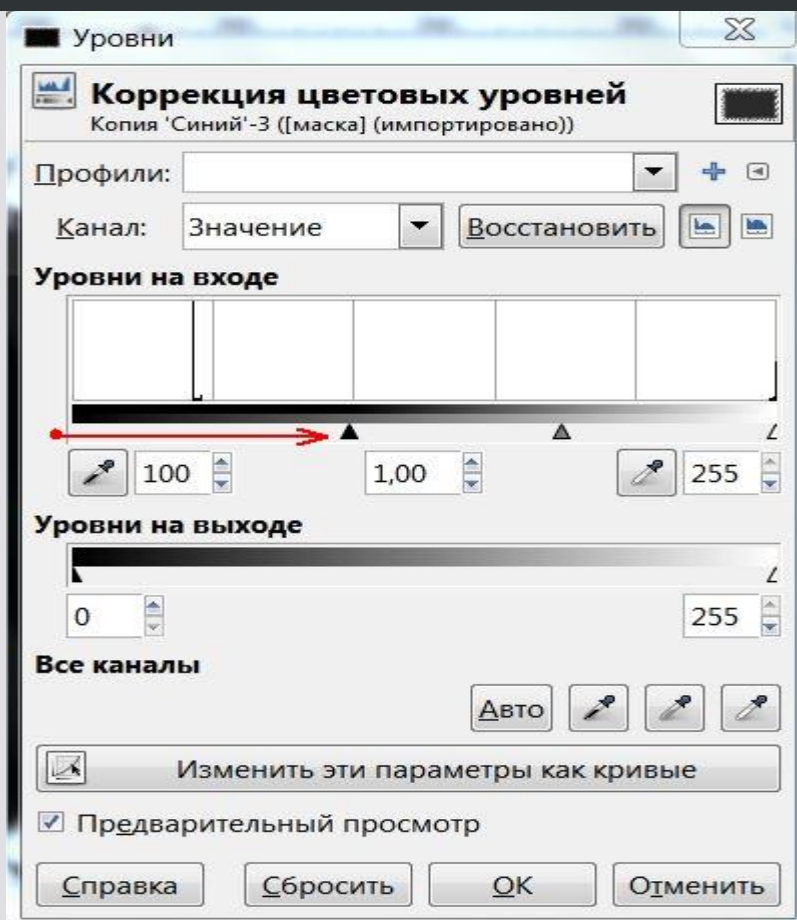 Уровни
Коррекция цветовых уровней
Копия 'Синий'-3 ([маска] (импортировано))
Профили:
Канал: Значение Восстановить
Уровни на входе
100 1,00 255
Уровни на выходе
0 255
Все каналы
Авто
Изменить эти параметры как кривые
Предварительный просмотр
Справка Сбросить OK Отменить